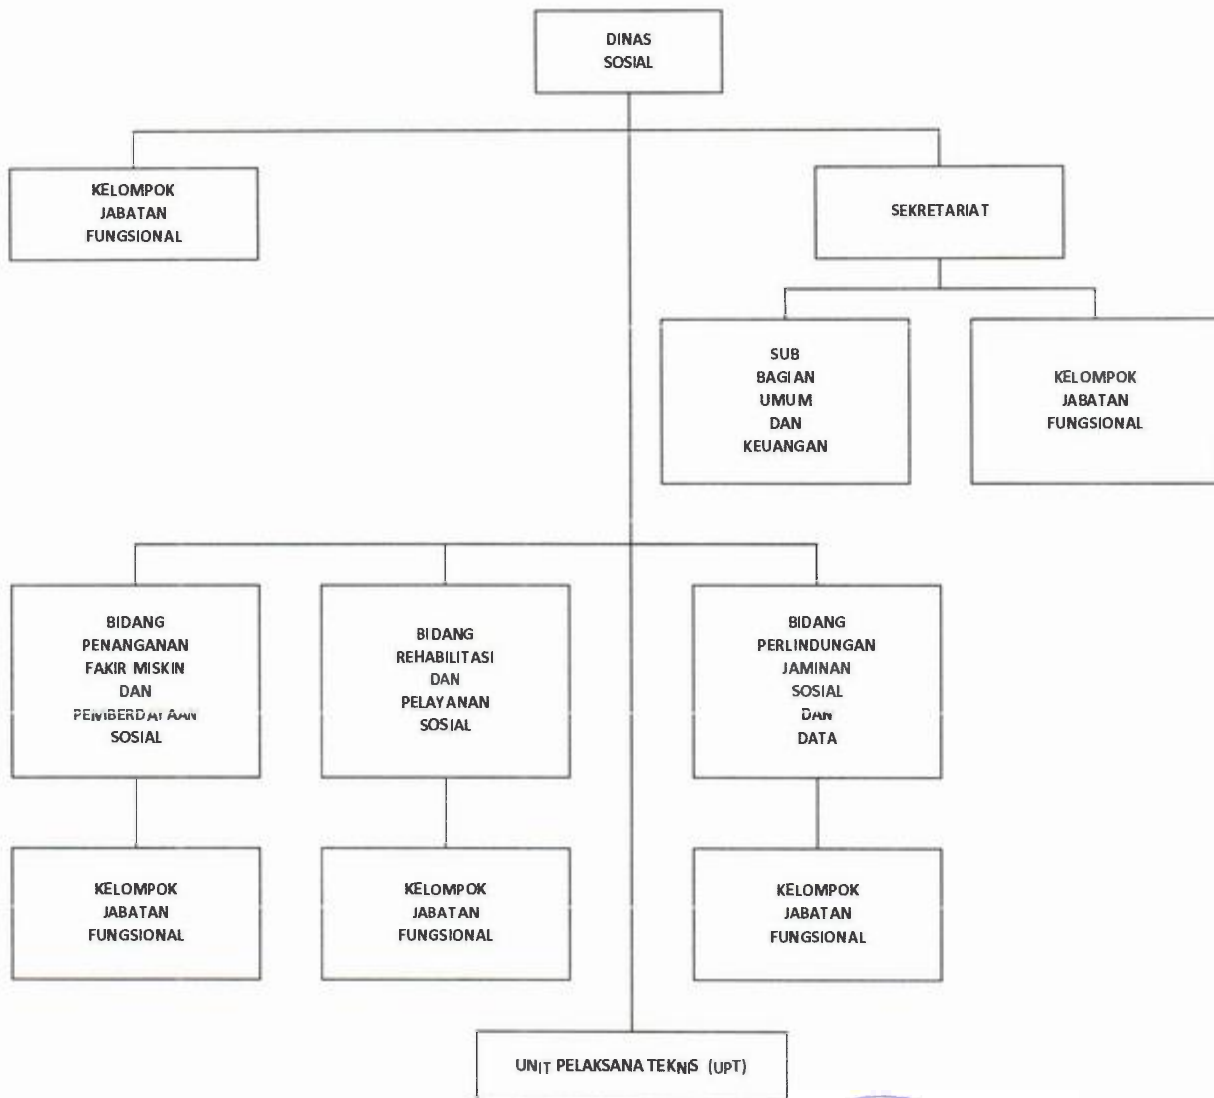 DINAS
SOSIAL
KELOMPOK
JABATAN
FUNGSIONAL
SEKRETARIAT
SUB
BAGIAN
UMUM
DAN
KEUANGAN
KELOMPOK
JABATAN
FUNGSIONAL
BIDANG
PENANGANAN
FAKIR MISKIN
DAN
PEMBERDAYAAN
SOSIAL
BIDANG
REHABILITASI
DAN
PELAYANAN
SOSIAL
BIDANG
PERLINDUNGAN
JAMINAN
SOSIAL
DAN
DATA
KELOMPOK
JABATAN
FUNGSIONAL
KELOMPOK
JABATAN
FUNGSIONAL
KELOMPOK
JABATAN
FUNGSIONAL
UNIT PELAKSANA TEKNIS (UPT)